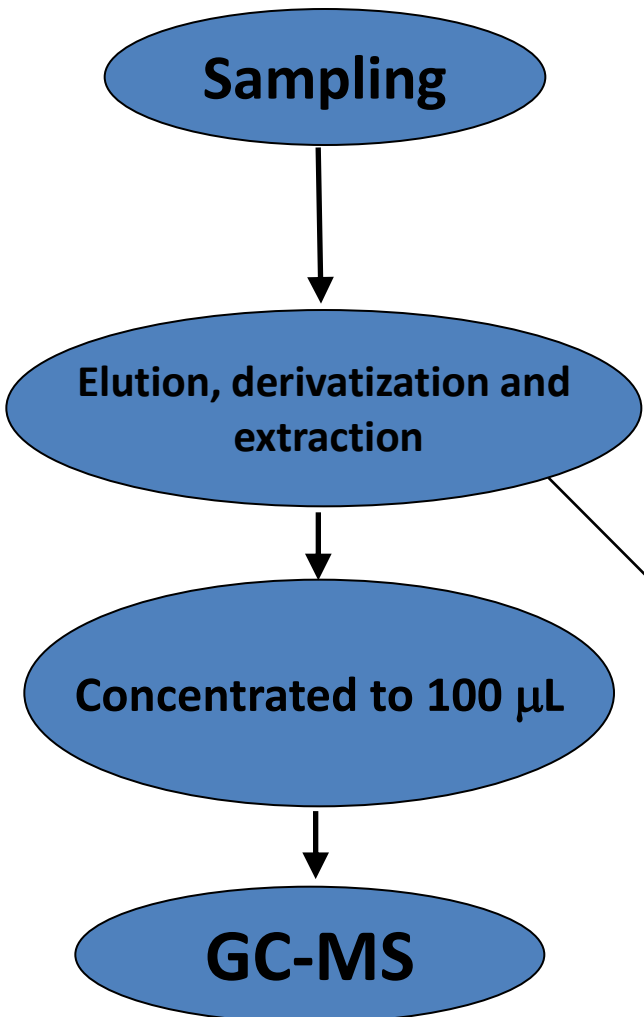 Sampling
Elution, derivatization and
extraction
Concentrated to 100 μL
GC-MS